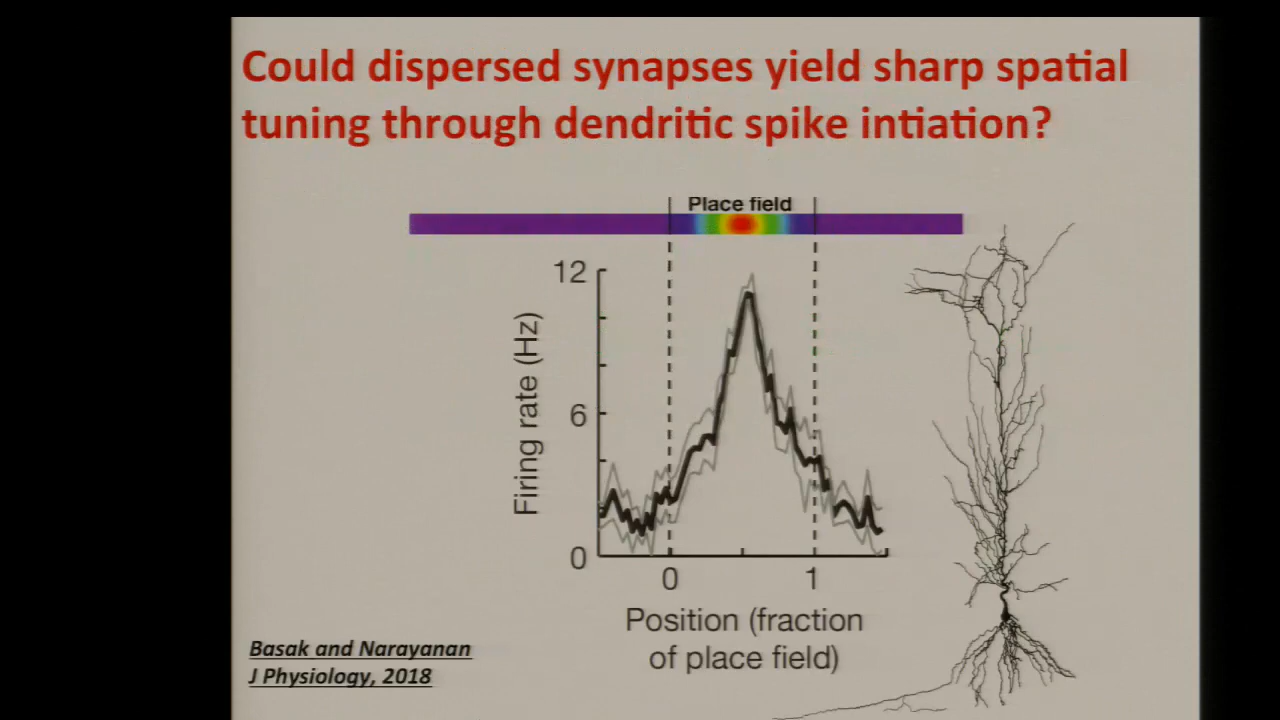 Could dispersed synapses yield sharp spatial
tuning through dendritic spike intiation?
Place field
12
6
0
Firing rate (Hz)
0 1
Position (fraction
of place field)
Basak and Narayanan
J Physiology, 2018